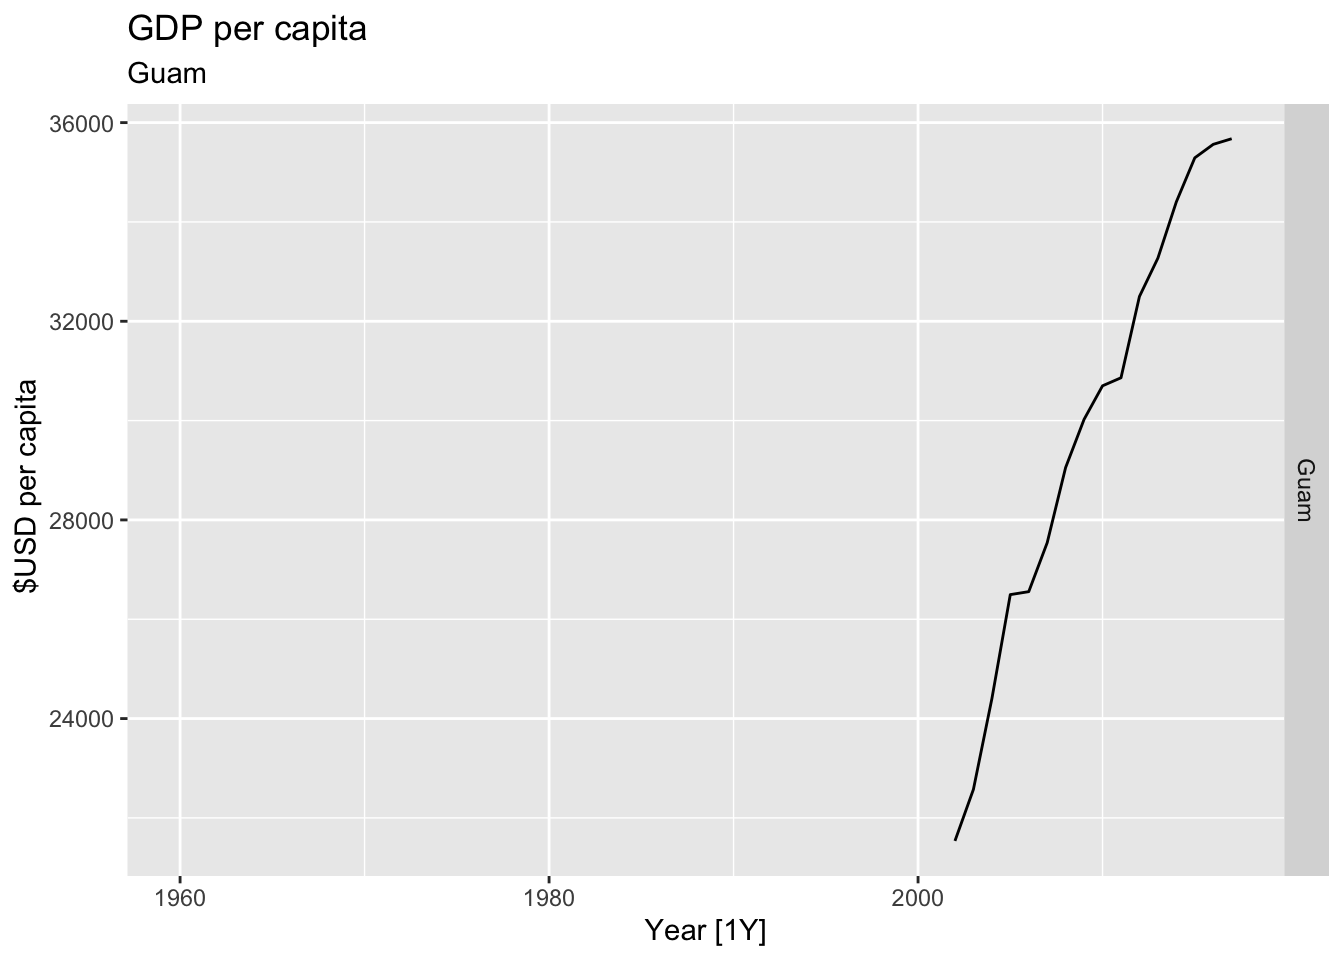 GDP per capita
Guam
36000
32000
28000
24000
$USD per capita
Guam
1960
1980
2000
Year [1Y]